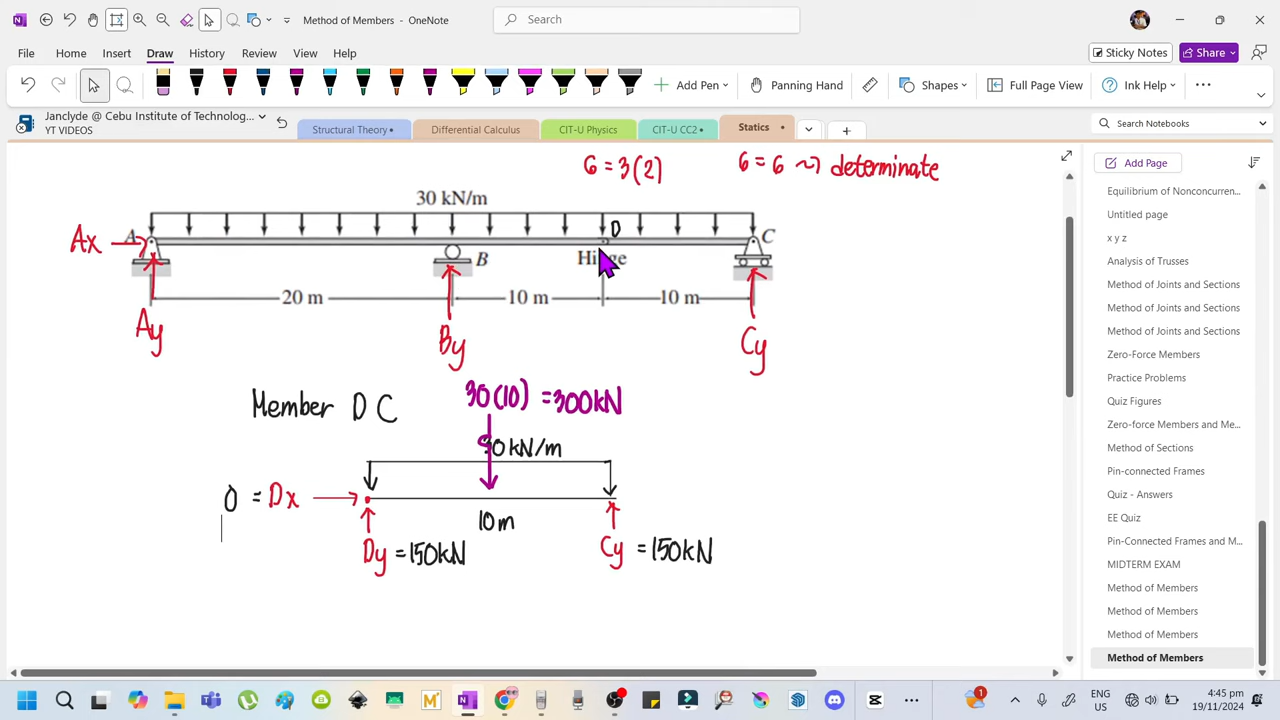 Method of Members - OneNote
Search
File Home Insert Draw History Review View Help
Sticky Notes
Share
Add Pen
Panning Hand
Shapes
Full Page View
Ink Help
Janclyde @ Cebu Institute of Technolog...
YT VIDEOS
Structural Theory
Differential Calculus
CIT-U Physics
CIT-U CC2
Statics
Search Notebooks
6 = 3(2)
6 = 6 ~> determinate
30 kN/m
D
Ax
A
C
B
Hinge
20 m
10 m
10 m
Ay
By
Cy
Member DC
30(10) = 300kN
30kN/m
0 = Dx
10m
Dy = 150kN
Cy = 150kN
Add Page
Equilibrium of Nonconcurren...
Untitled page
x y z
Analysis of Trusses
Method of Joints and Sections
Method of Joints and Sections
Method of Joints and Sections
Zero-Force Members
Practice Problems
Quiz Figures
Zero-force Members and Me...
Method of Sections
Pin-connected Frames
Quiz - Answers
EE Quiz
Pin-Connected Frames and M...
MIDTERM EXAM
Method of Members
Method of Members
Method of Members
Method of Members
1
ENG
US
4:45 pm
19/11/2024